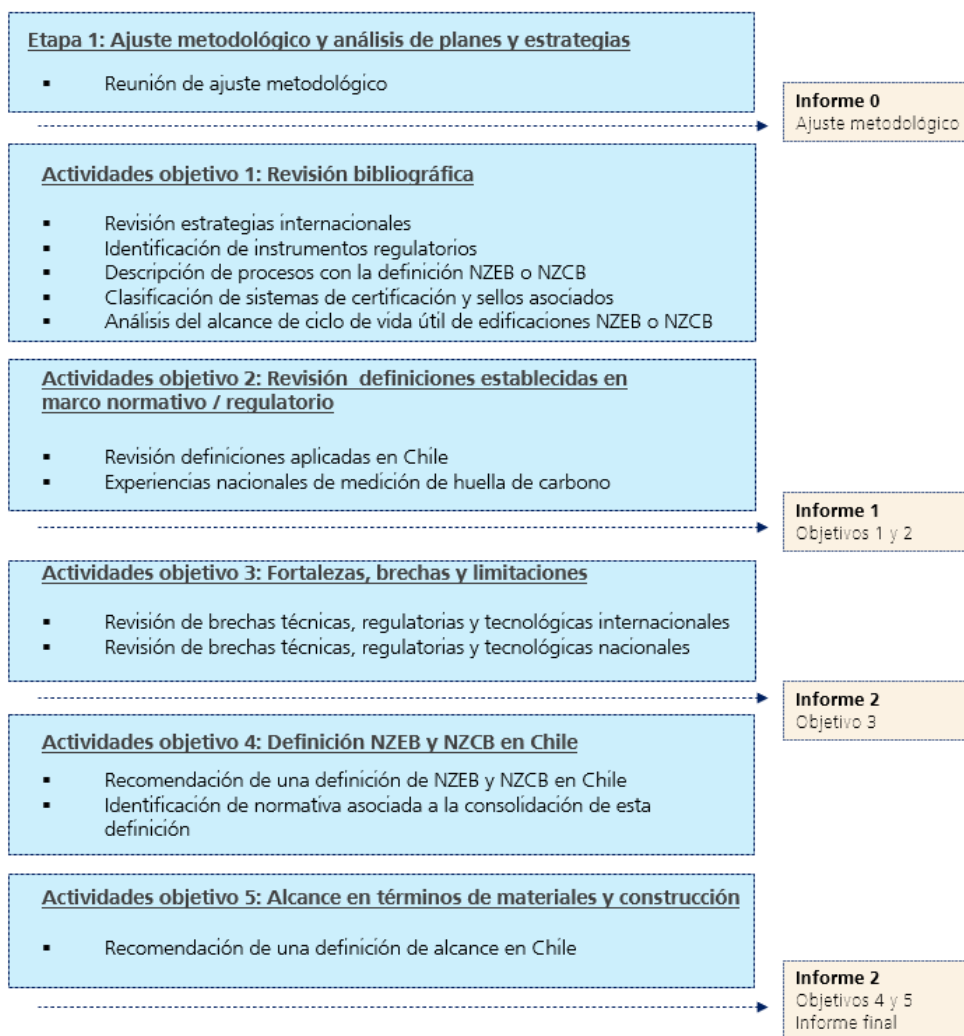 Etapa 1: Ajuste metodológico y análisis de planes y estrategias
▪ Reunión de ajuste metodológico
Informe 0
Ajuste metodológico
Actividades objetivo 1: Revisión bibliográfica
▪ Revisión estrategias internacionales
▪ Identificación de instrumentos regulatorios
▪ Descripción de procesos con la definición NZEB o NZCB
▪ Clasificación de sistemas de certificación y sellos asociados
▪ Análisis del alcance de ciclo de vida útil de edificaciones NZEB o NZCB
Actividades objetivo 2: Revisión definiciones establecidas en
marco normativo / regulatorio
▪ Revisión definiciones aplicadas en Chile
▪ Experiencias nacionales de medición de huella de carbono
Informe 1
Objetivos 1 y 2
Actividades objetivo 3: Fortalezas, brechas y limitaciones
▪ Revisión de brechas técnicas, regulatorias y tecnológicas internacionales
▪ Revisión de brechas técnicas, regulatorias y tecnológicas nacionales
Informe 2
Objetivo 3
Actividades objetivo 4: Definición NZEB y NZCB en Chile
▪ Recomendación de una definición de NZEB y NZCB en Chile
▪ Identificación de normativa asociada a la consolidación de esta
definición
Actividades objetivo 5: Alcance en términos de materiales y construcción
▪ Recomendación de una definición de alcance en Chile
Informe 2
Objetivos 4 y 5
Informe final